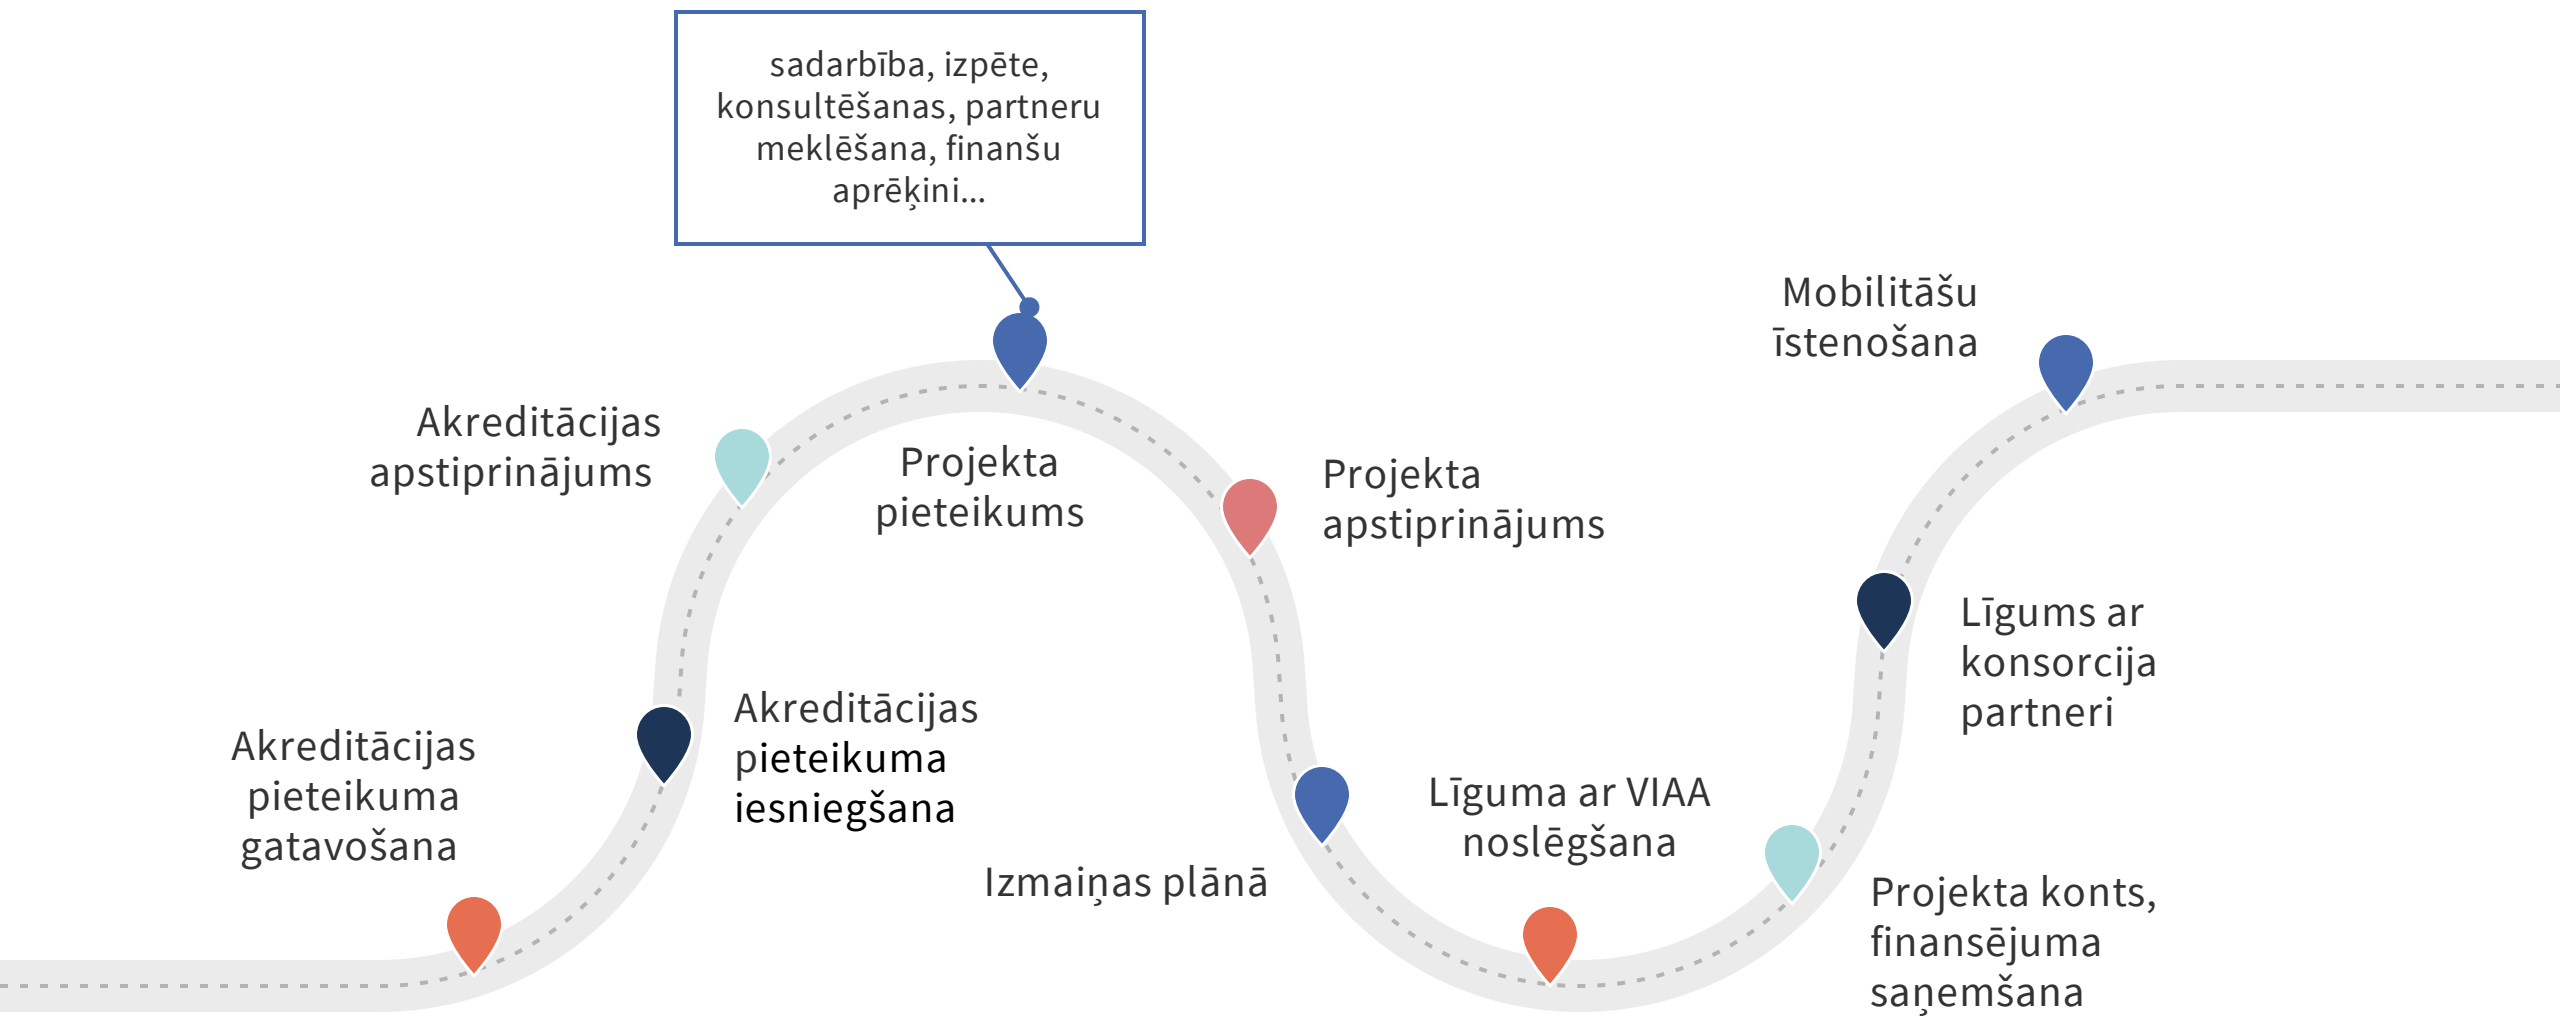 sadarbība, izpēte,
konsultēšanas, partneru
meklēšana, finanšu
aprēķini...
Akreditācijas
pieteikuma
gatavošana
Akreditācijas
pieteikuma
iesniegšana
Akreditācijas
apstiprinājums
Projekta
pieteikums
Projekta
apstiprinājums
Izmaiņas plānā
Līguma ar VIAA
noslēgšana
Projekta konts,
finansējuma
saņemšana
Līgums ar
konsorcija
partneri
Mobilitāšu
īstenošana